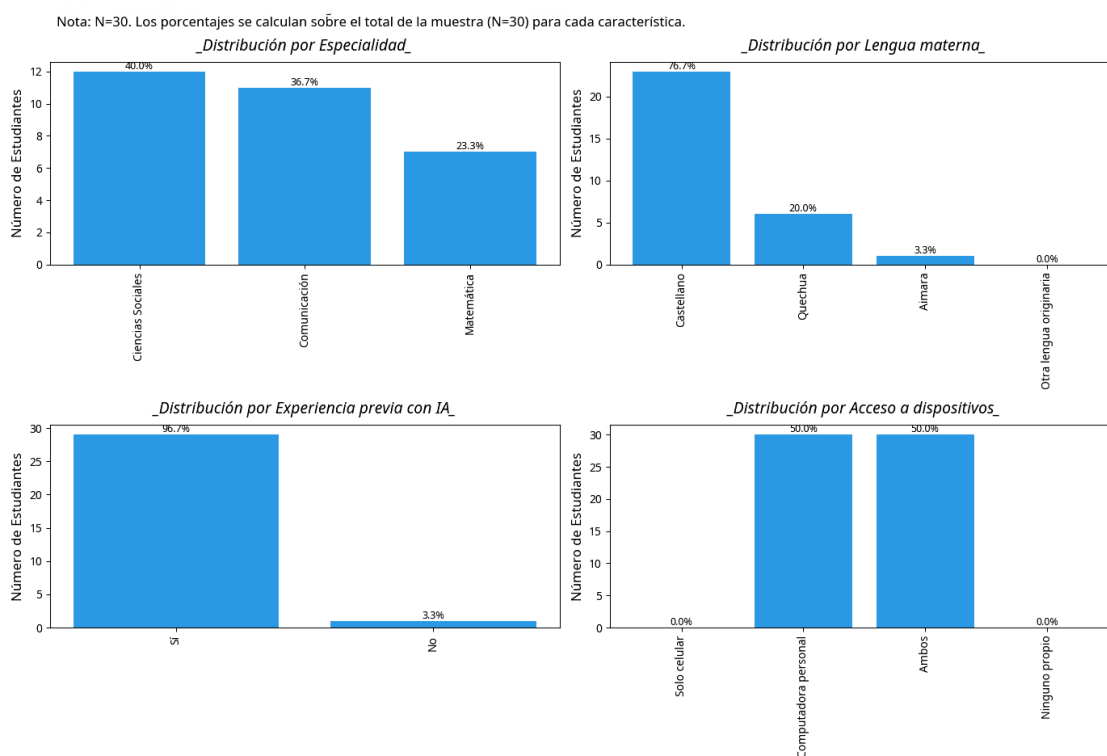 Nota: N=30. Los porcentajes se calculan sobre el total de la muestra (N=30) para cada característica.
_Distribución por Especialidad_
Número de Estudiantes
12
10
8
6
4
2
0
40.0%
36.7%
23.3%
Ciencias Sociales
Comunicación
Matemática
_Distribución por Lengua materna_
Número de Estudiantes
20
15
10
5
0
76.7%
20.0%
3.3%
0.0%
Castellano
Quechua
Aimara
Otra lengua originaria
_Distribución por Experiencia previa con IA_
Número de Estudiantes
30
25
20
15
10
5
0
96.7%
3.3%
Sí
No
_Distribución por Acceso a dispositivos_
Número de Estudiantes
30
25
20
15
10
5
0
0.0%
50.0%
50.0%
0.0%
Solo celular
Computadora personal
Ambos
Ninguno propio